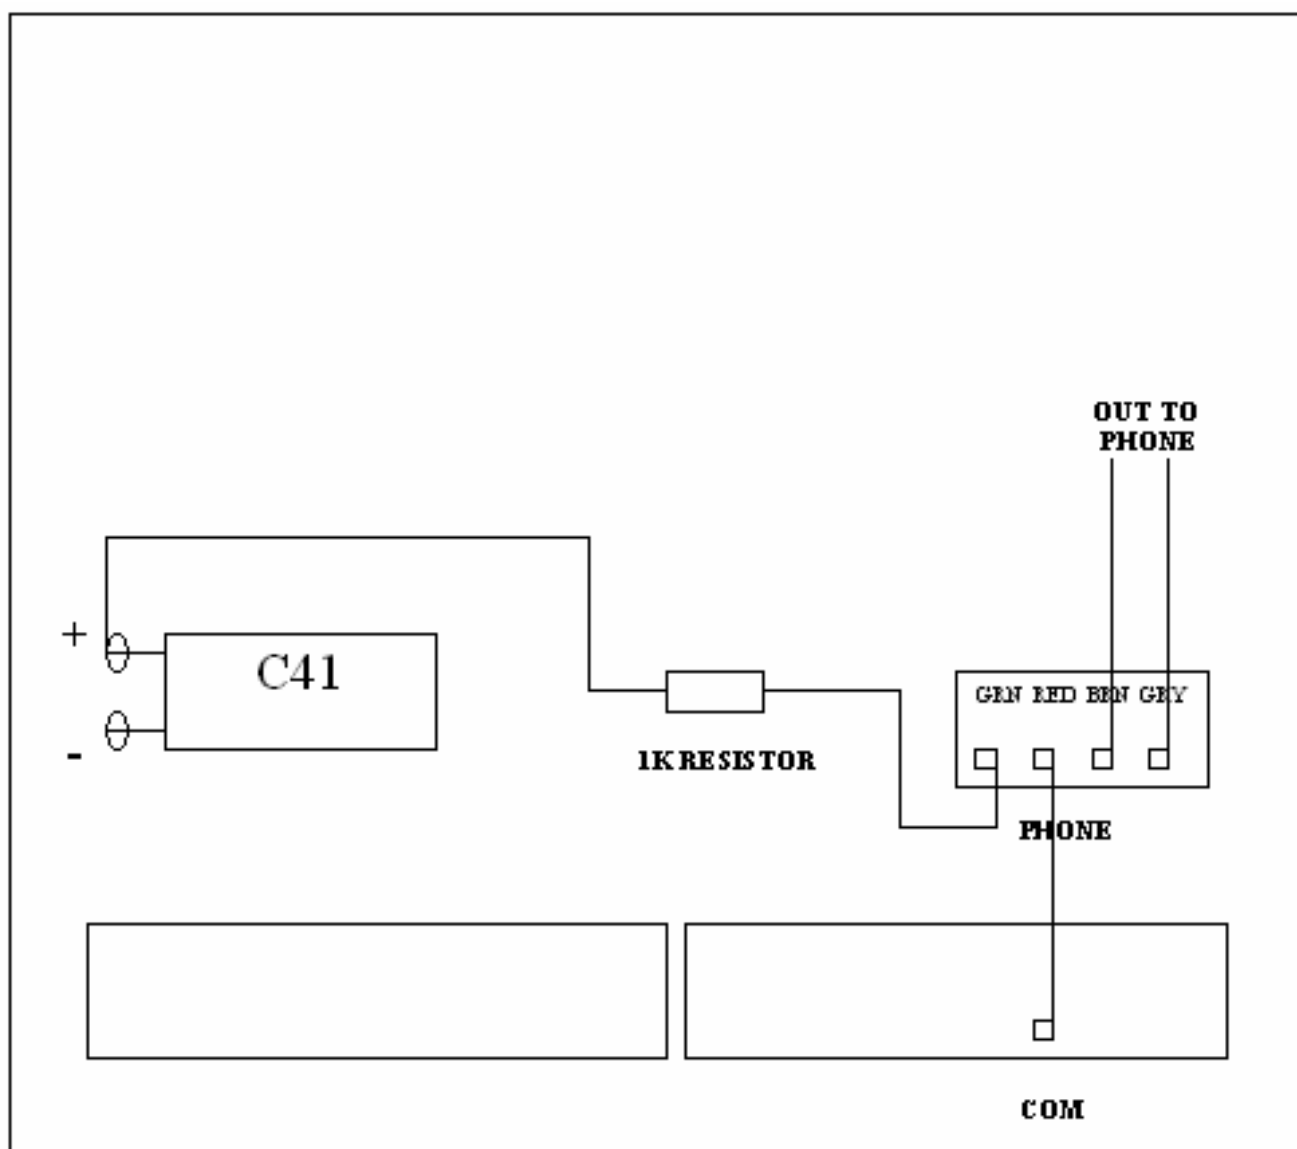 OUT TO
PHONE
+
C41
-
1K RESISTOR
GRN RED BRN GRY
PHONE
COM